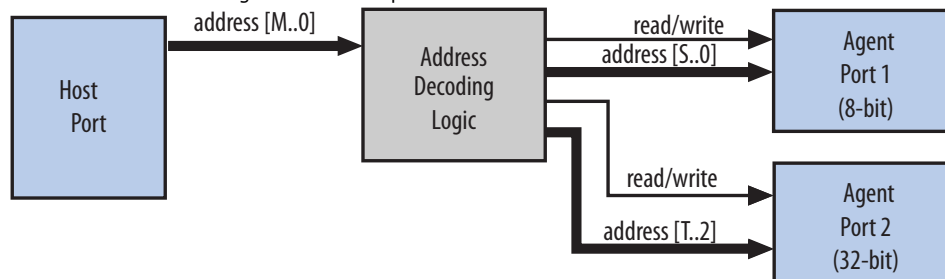 address [M..0]
Host
Port
Address
Decoding
Logic
read/write
address [S..0]
Agent
Port 1
(8-bit)
read/write
address [T..2]
Agent
Port 2
(32-bit)